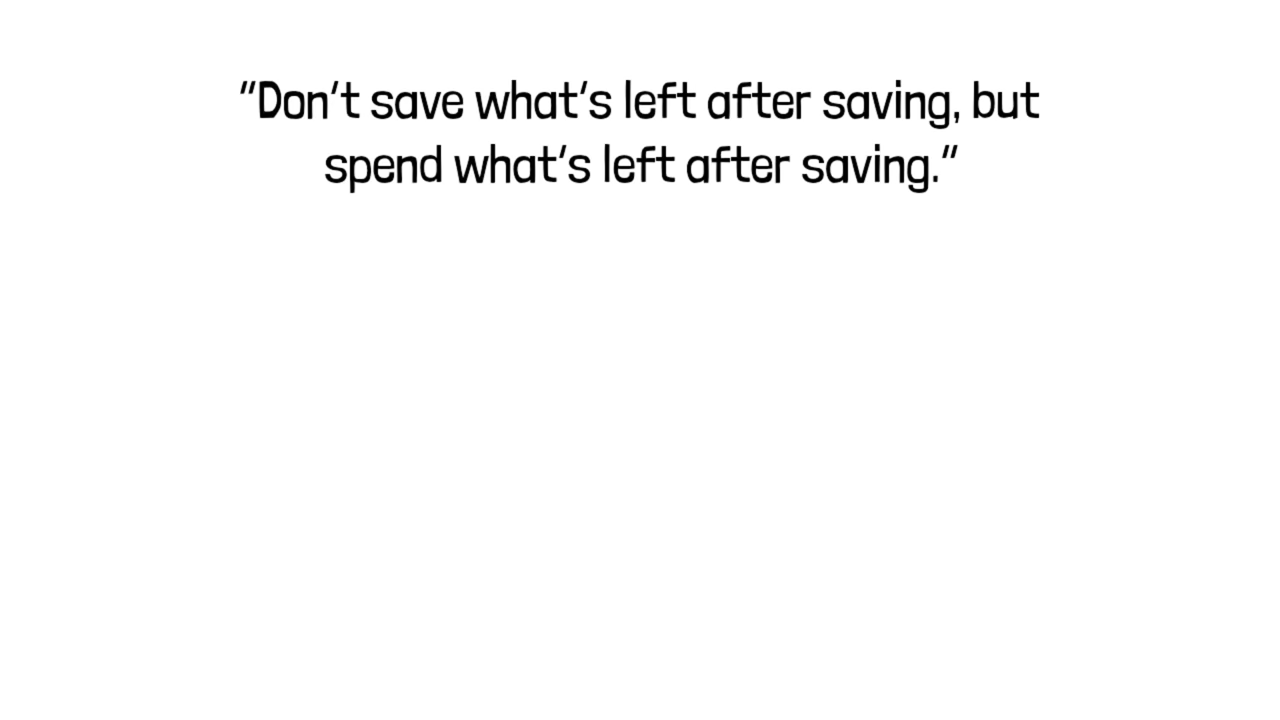 "Don't save what's left after saving, but
spend what's left after saving."